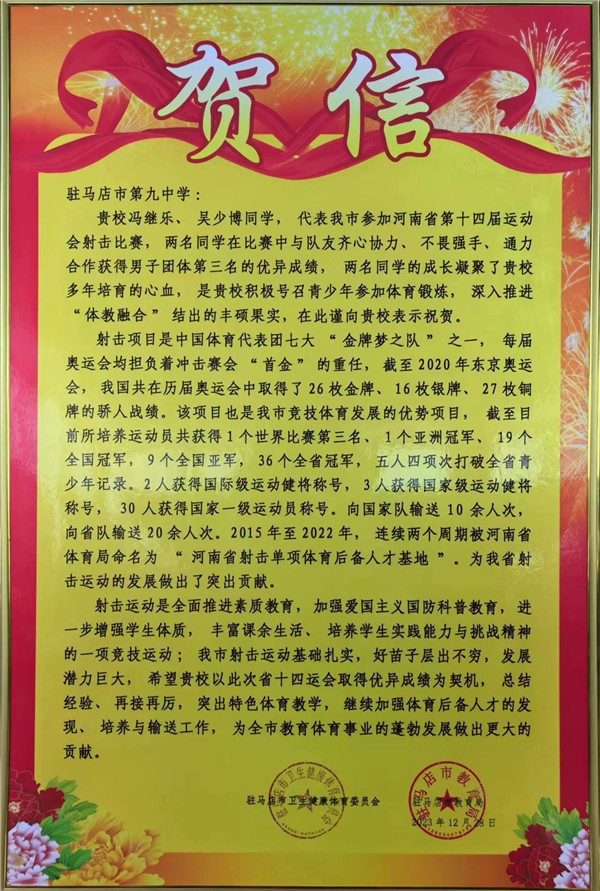 贺信
驻马店市第九中学：
贵校冯继乐、吴少博同学，代表我市参加河南省第十四届运动
会射击比赛，两名同学在比赛中与队友齐心协力、不畏强手、通力
合作获得男子团体第三名的优异成绩，两名同学的成长凝聚了贵校
多年培育的心血，是贵校积极号召青少年参加体育锻炼，深入推进
“体教融合”结出的丰硕果实，在此谨向贵校表示祝贺。
射击项目是中国体育代表团七大“金牌梦之队”之一，每届
奥运会均担负着冲击赛会“首金”的重任，截至2020年东京奥运
会，我国共在历届奥运会中取得了26枚金牌、16枚银牌、27枚铜
牌的骄人战绩。该项目也是我市竞技体育发展的优势项目，截至目
前所培养运动员共获得1个世界比赛第三名、1个亚洲冠军、19个
全国冠军，9个全国亚军，36个全省冠军，五人四项次打破全省青
少年记录。2人获得国际级运动健将称号，3人获得国家级运动健将
称号，30人获得国家一级运动员称号。向国家队输送10余人次，
向省队输送20余人次。2015年至2022年，连续两个周期被河南省
体育局命名为“河南省射击单项体育后备人才基地”。为我省射
击运动的发展做出了突出贡献。
射击运动是全面推进素质教育，加强爱国主义国防科普教育，进
一步增强学生体质，丰富课余生活、培养学生实践能力与挑战精神
的一项竞技运动；我市射击运动基础扎实，好苗子层出不穷，发展
潜力巨大，希望贵校以此次省十四运会取得优异成绩为契机，总结
经验、再接再厉，突出特色体育教学，继续加强体育后备人才的发
现、培养与输送工作，为全市教育体育事业的蓬勃发展做出更大的
贡献。
驻马店市卫生健康体育委员会
驻马店市教育局
2023年12月28日
驻马店市卫生健康体育委员会
驻马店市教育局